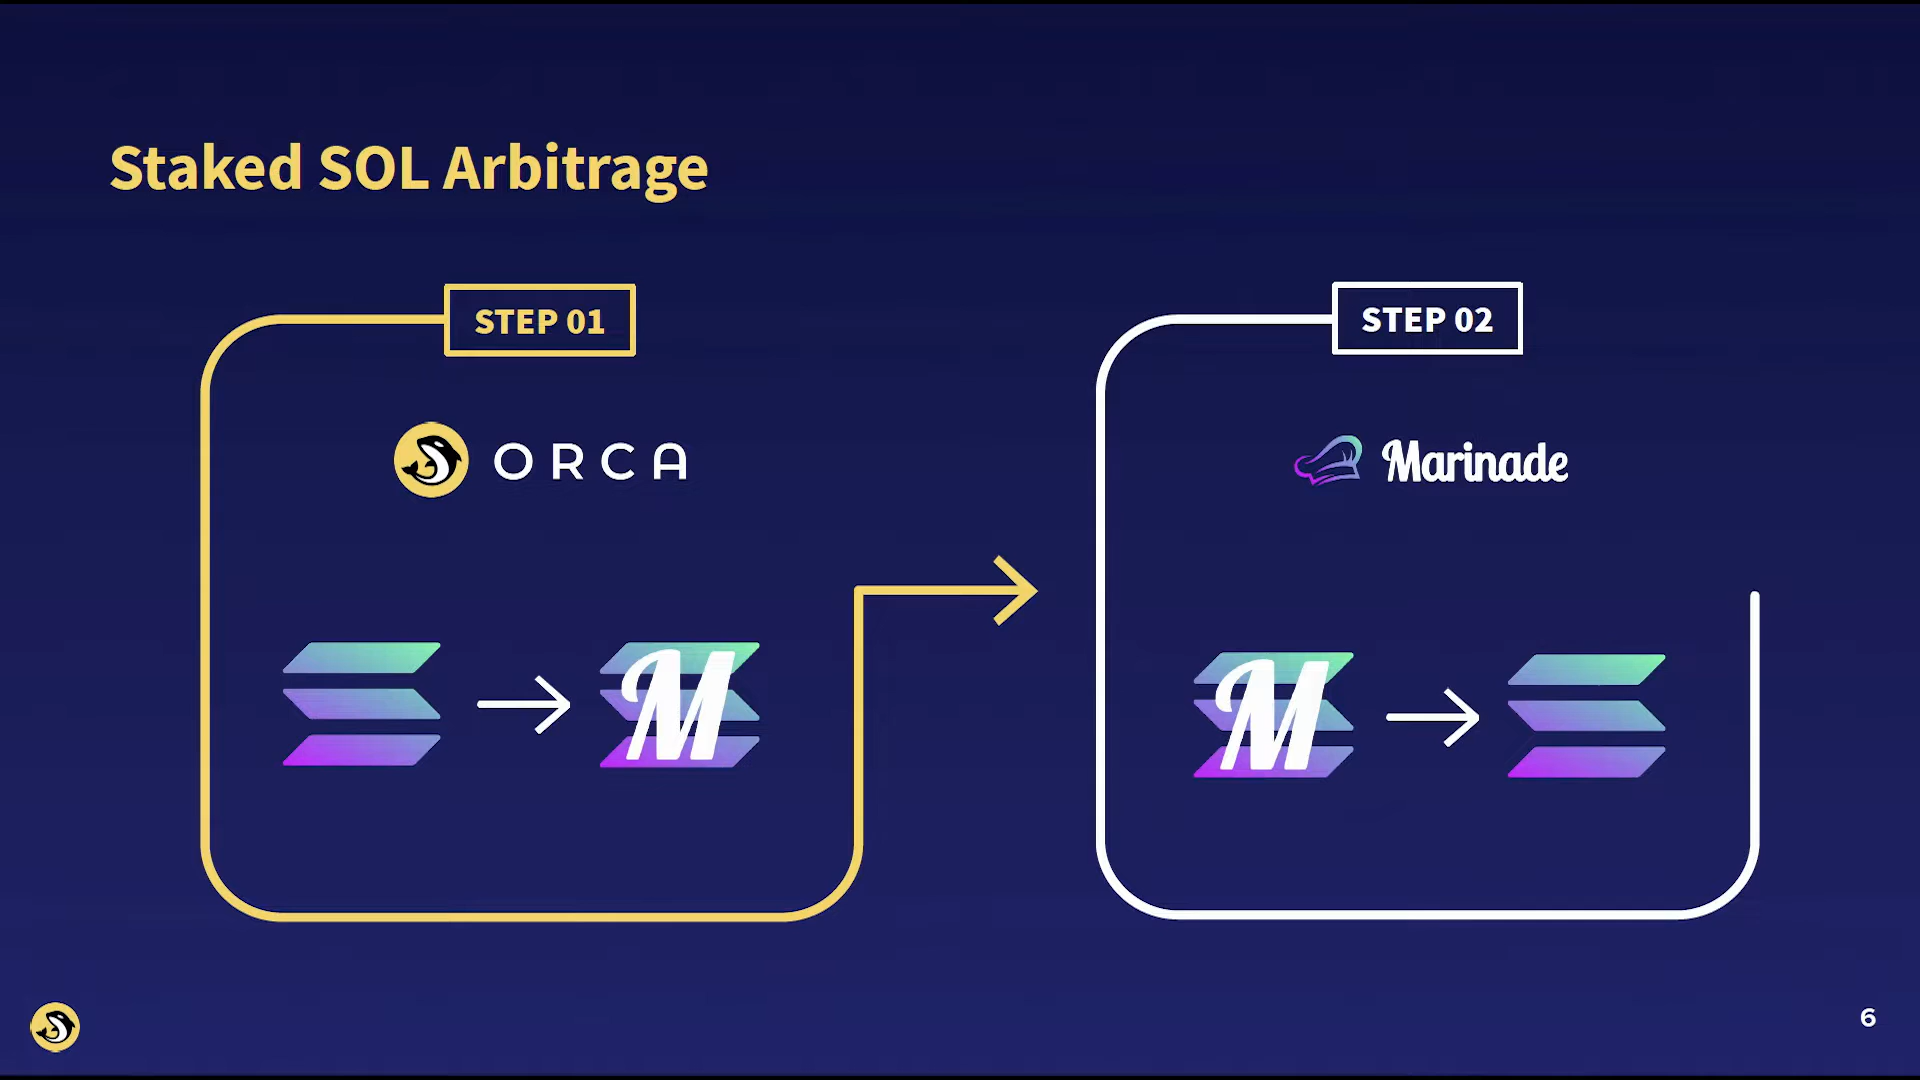 Staked SOL Arbitrage
STEP 01
ORCA
M
STEP 02
Marinade
M
6